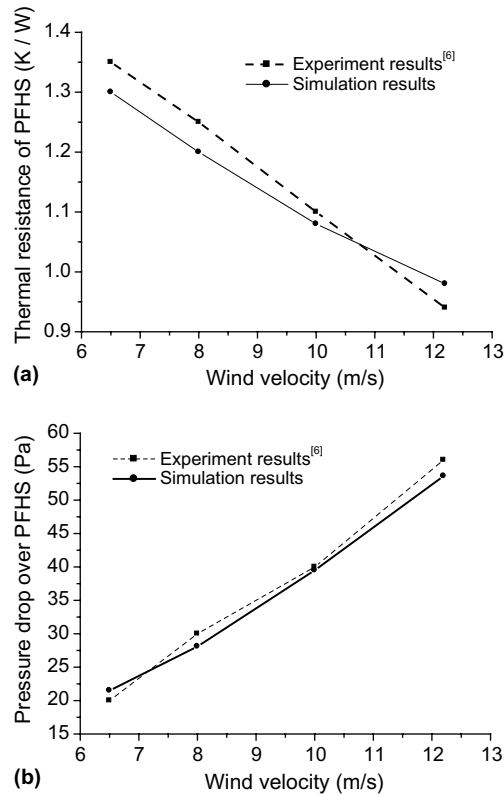 Thermal resistance of PFHS (K / W)
1.4
1.3
1.2
1.1
1.0
0.9
Experiment results[6]
Simulation results
6 7 8 9 10 11 12 13
(a)
Wind velocity (m/s)
Pressure drop over PFHS (Pa)
60
55
50
45
40
35
30
25
20
15
Experiment results[6]
Simulation results
6 7 8 9 10 11 12 13
(b)
Wind velocity (m/s)